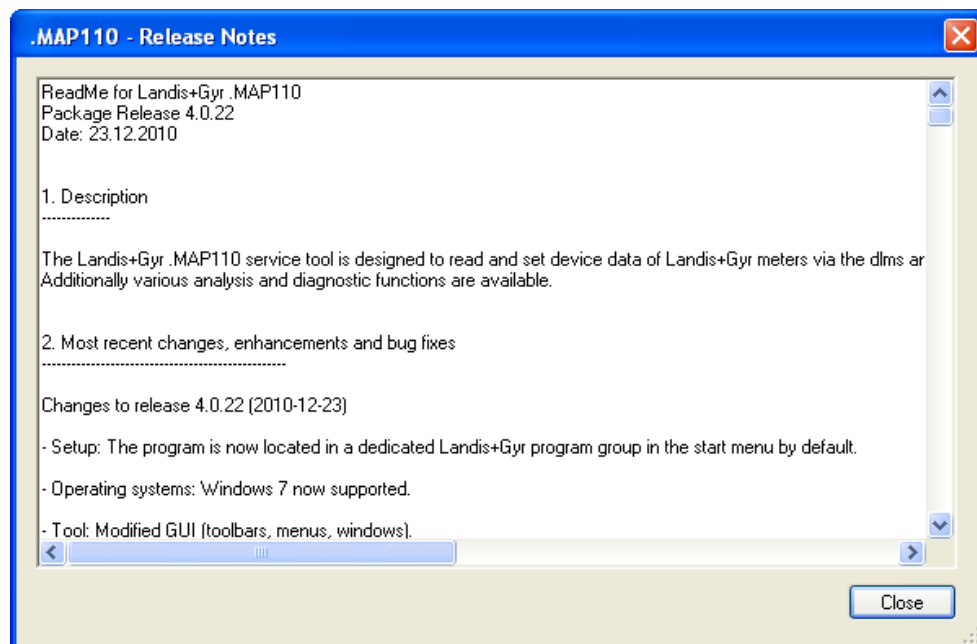 .MAP110 - Release Notes
ReadMe for Landis+Gyr .MAP110
Package Release 4.0.22
Date: 23.12.2010
1. Description
--------------
The Landis+Gyr .MAP110 service tool is designed to read and set device data of Landis+Gyr meters via the dlms ar
Additionally various analysis and diagnostic functions are available.
2. Most recent changes, enhancements and bug fixes
--------------------------------------------------
Changes to release 4.0.22 (2010-12-23)
- Setup: The program is now located in a dedicated Landis+Gyr program group in the start menu by default.
- Operating systems: Windows 7 now supported.
- Tool: Modified GUI (toolbars, menus, windows).
Close